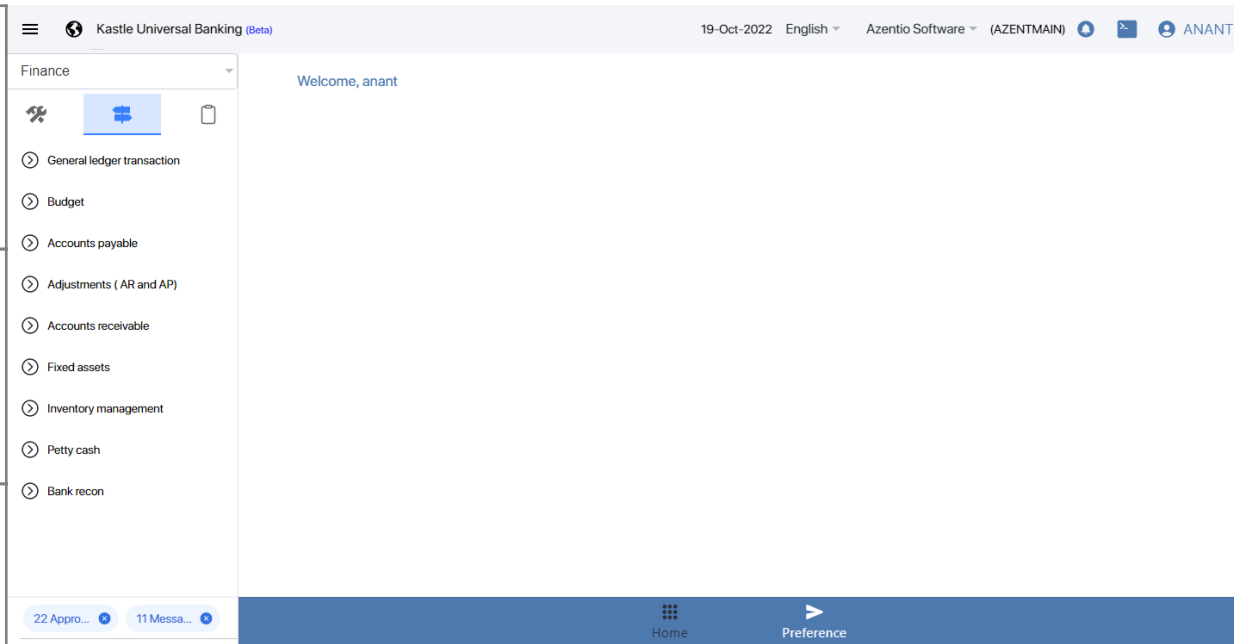 Kastle Universal Banking (Beta) 19-Oct-2022 English Azentio Software (AZENTMAIN) ANANT
Finance
Welcome, anant
General ledger transaction
Budget
Accounts payable
Adjustments ( AR and AP)
Accounts receivable
Fixed assets
Inventory management
Petty cash
Bank recon
22 Appro... 11 Messa...
Home Preference